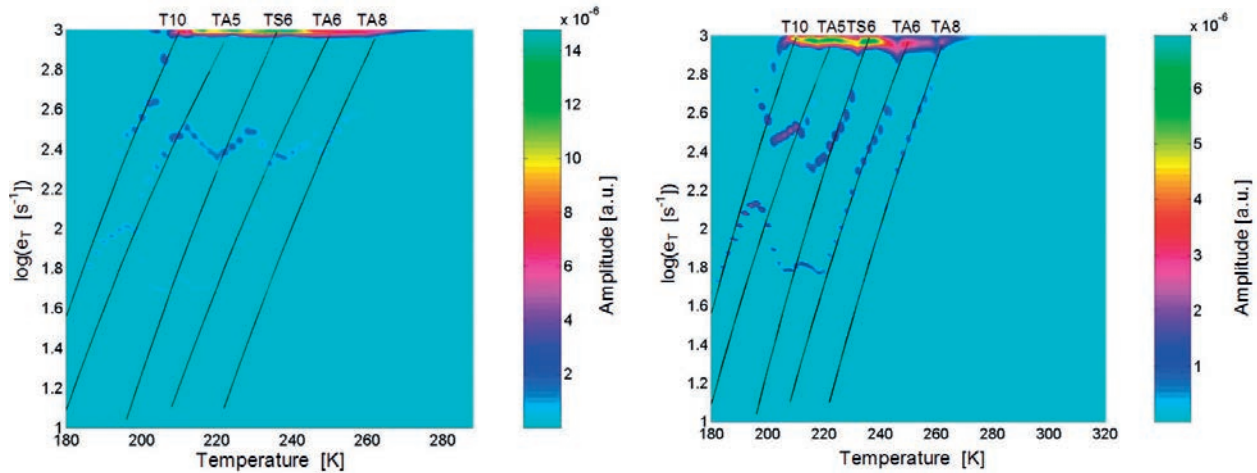 T10 TA5 TS6 TA6 TA8
x 10⁻⁶
3
2.8
2.6
2.4
2.2
2
1.8
1.6
1.4
1.2
1
log(e_T [s⁻¹])
180 200 220 240 260 280
Temperature [K]
14
12
10
8
6
4
2
Amplitude [a.u.]
T10 TA5 TS6 TA6 TA8
x 10⁻⁶
3
2.8
2.6
2.4
2.2
2
1.8
1.6
1.4
1.2
1
log(e_T [s⁻¹])
180 200 220 240 260 280 300 320
Temperature [K]
6
5
4
3
2
1
Amplitude [a.u.]